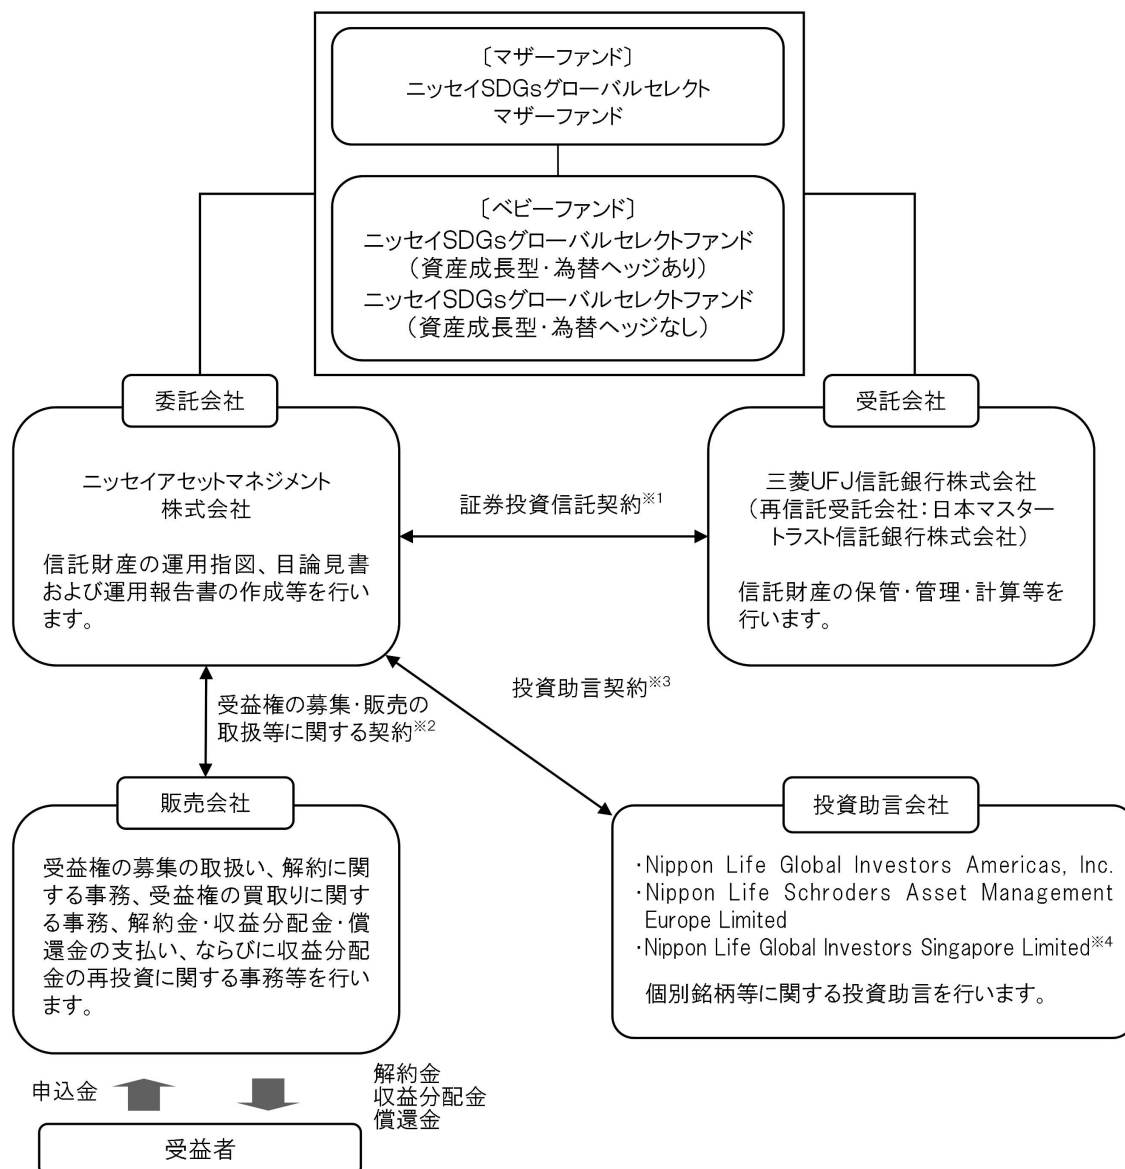 〔マザーファンド〕
ニッセイSDGsグローバルセレクト
マザーファンド
〔ベビーファンド〕
ニッセイSDGsグローバルセレクトファンド
（資産成長型・為替ヘッジあり）
ニッセイSDGsグローバルセレクトファンド
（資産成長型・為替ヘッジなし）
委託会社
ニッセイアセットマネジメント
株式会社
信託財産の運用指図、目論見書
および運用報告書の作成等を行い
ます。
証券投資信託契約※1
受託会社
三菱UFJ信託銀行株式会社
（再信託受託会社：日本マスター
トラスト信託銀行株式会社）
信託財産の保管・管理・計算等を
行います。
受益権の募集・販売の
取扱等に関する契約※2
投資助言契約※3
販売会社
受益権の募集の取扱い、解約に関
する事務、受益権の買取りに関す
る事務、解約金・収益分配金・償
還金の支払い、ならびに収益分配
金の再投資に関する事務等を行い
ます。
投資助言会社
・Nippon Life Global Investors Americas, Inc.
・Nippon Life Schroders Asset Management
Europe Limited
・Nippon Life Global Investors Singapore Limited※4
個別銘柄等に関する投資助言を行います。
申込金
解約金
収益分配金
償還金
受益者